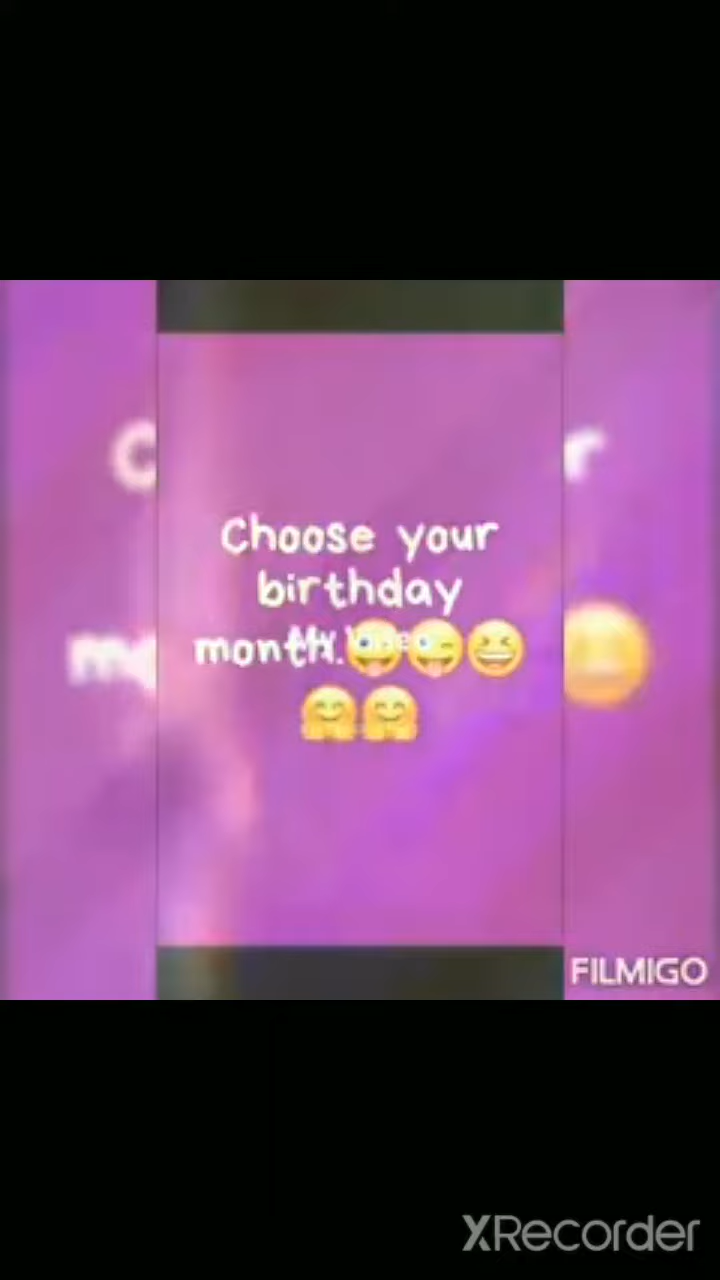 Choose your
birthday
month.😜😜😆
🤗🤗
FILMIGO
XRecorder